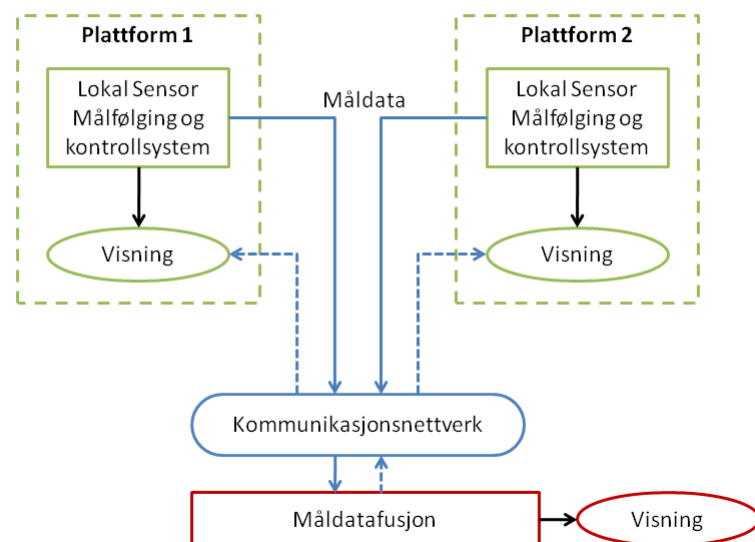 Plattform 1
Lokal Sensor
Målfølging og
kontrollsystem
Visning
Måldata
Plattform 2
Lokal Sensor
Målfølging og
kontrollsystem
Visning
Kommunikasjonsnettverk
Måldatafusjon
Visning